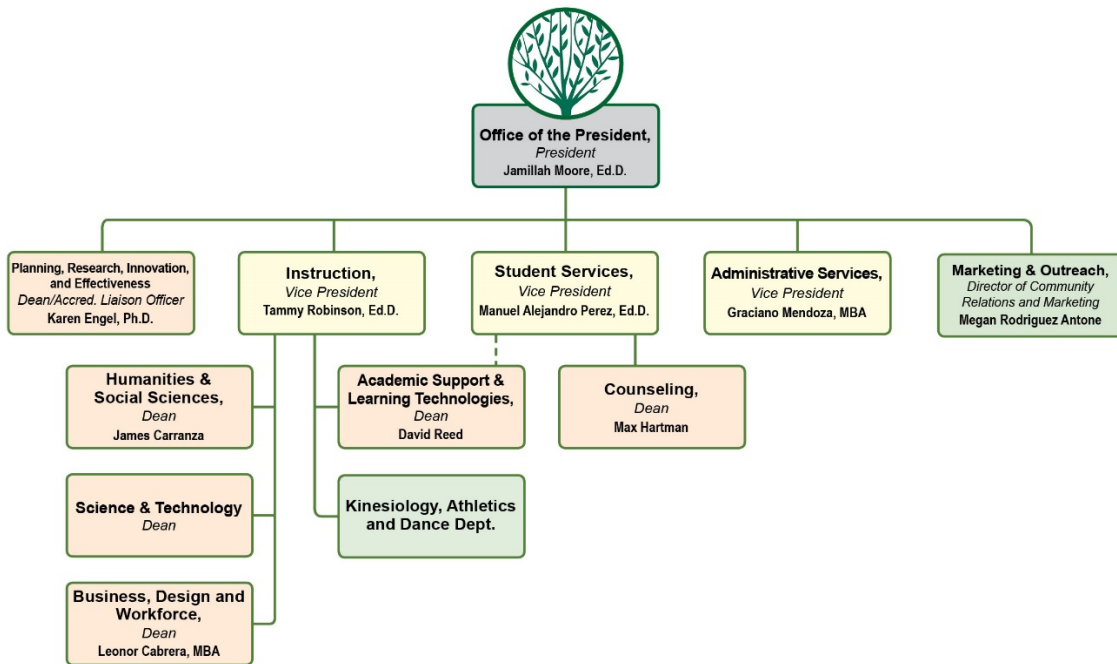 Office of the President,
President
Jamillah Moore, Ed.D.
Planning, Research, Innovation,
and Effectiveness
Dean/Accred. Liaison Officer
Karen Engel, Ph.D.
Instruction,
Vice President
Tammy Robinson, Ed.D.
Student Services,
Vice President
Manuel Alejandro Perez, Ed.D.
Administrative Services,
Vice President
Graciano Mendoza, MBA
Marketing & Outreach,
Director of Community
Relations and Marketing
Megan Rodriguez Antone
Humanities &
Social Sciences,
Dean
James Carranza
Academic Support &
Learning Technologies,
Dean
David Reed
Counseling,
Dean
Max Hartman
Science & Technology
Dean
Kinesiology, Athletics
and Dance Dept.
Business, Design and
Workforce,
Dean
Leonor Cabrera, MBA